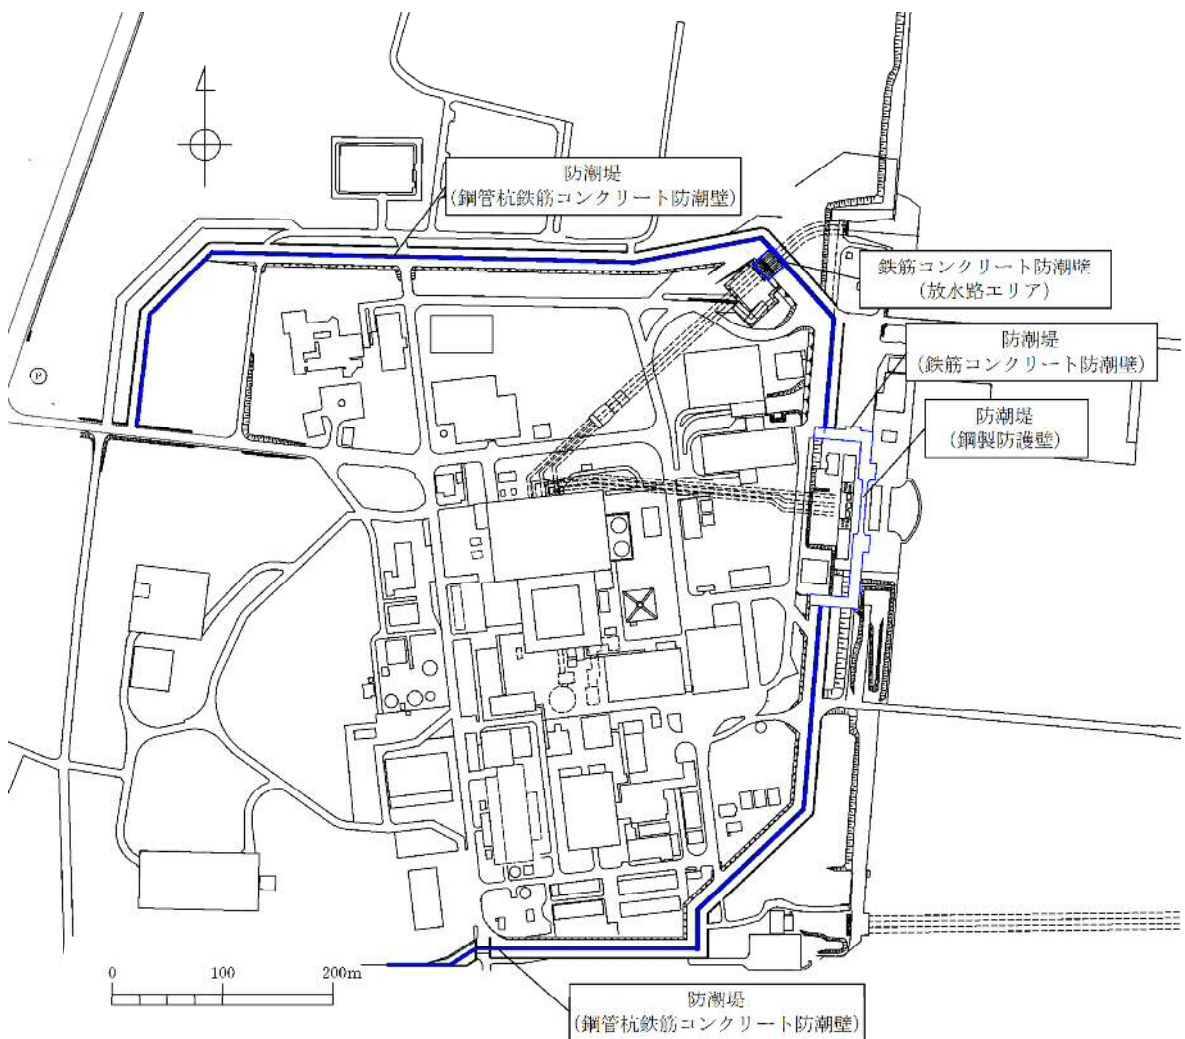 防潮堤
(鋼管杭鉄筋コンクリート防潮壁)
鉄筋コンクリート防潮壁
(放水路エリア)
防潮堤
(鉄筋コンクリート防潮壁)
P
防潮堤
(鋼製防護壁)
0 100 200m
防潮堤
(鋼管杭鉄筋コンクリート防潮壁)